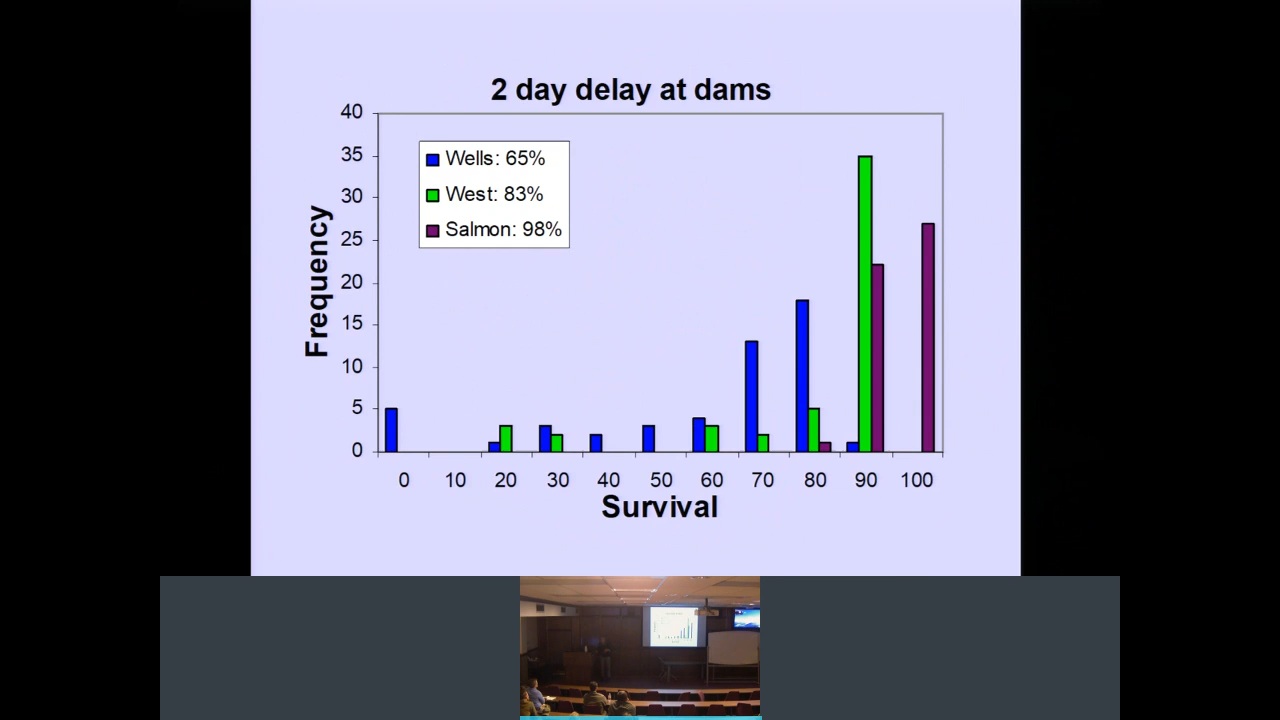 2 day delay at dams
40
35
30
25
20
15
10
5
0
Frequency
Wells: 65%
West: 83%
Salmon: 98%
0 10 20 30 40 50 60 70 80 90 100
Survival